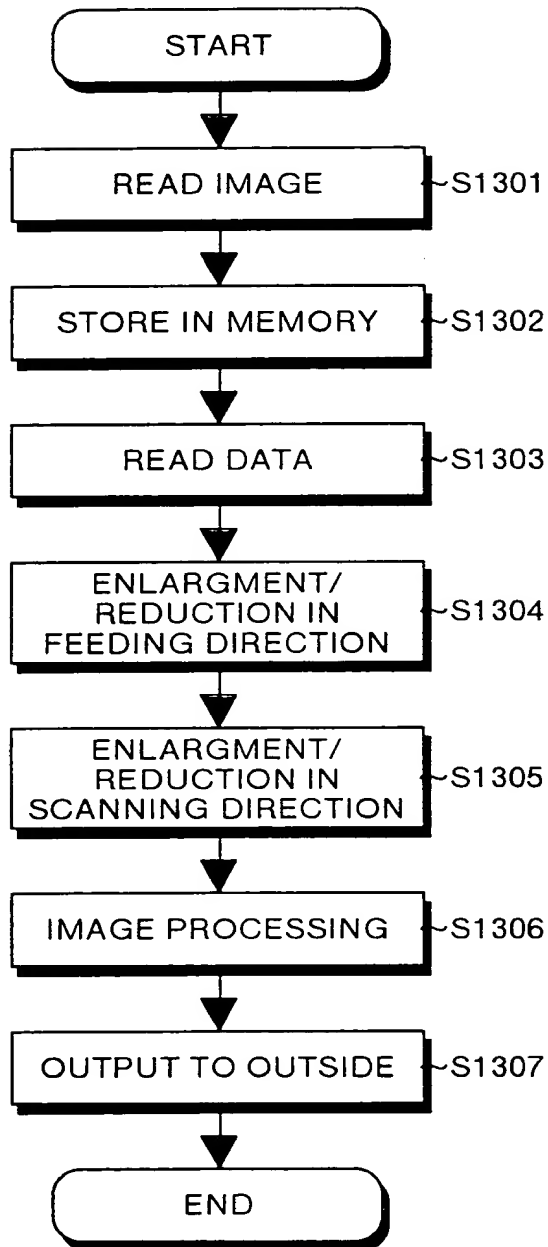 START
READ IMAGE
S1301
STORE IN MEMORY
S1302
READ DATA
S1303
ENLARGMENT/
REDUCTION IN
FEEDING DIRECTION
S1304
ENLARGMENT/
REDUCTION IN
SCANNING DIRECTION
S1305
IMAGE PROCESSING
S1306
OUTPUT TO OUTSIDE
S1307
END